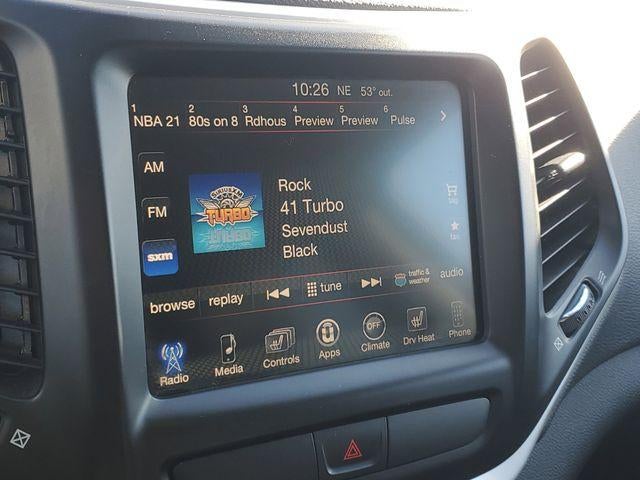 10:26 NE 53° out.
1 2 3 4 5 6
NBA 21 80s on 8 Rdhous Preview Preview Pulse
AM
FM
sxm
SIRIUSXM
TURBO
Rock
41 Turbo
Sevendust
Black
tag
fav
browse replay tune traffic & weather audio
Radio Media Controls Apps Climate Drv Heat Phone
OFF